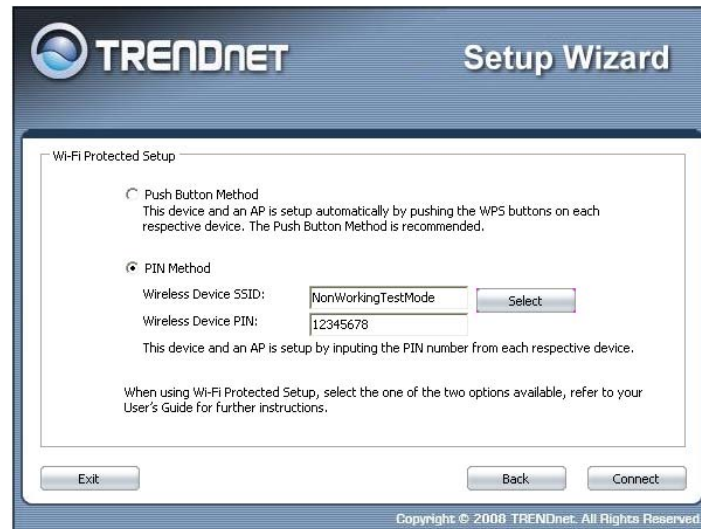 TRENDNET
Setup Wizard
Wi-Fi Protected Setup
Push Button Method
This device and an AP is setup automatically by pushing the WPS buttons on each
respective device. The Push Button Method is recommended.
PIN Method
Wireless Device SSID:
NonWorkingTestMode
Select
Wireless Device PIN:
12345678
This device and an AP is setup by inputing the PIN number from each respective device.
When using Wi-Fi Protected Setup, select the one of the two options available, refer to your
User's Guide for further instructions.
Exit
Back
Connect
Copyright © 2008 TRENDnet. All Rights Reserved